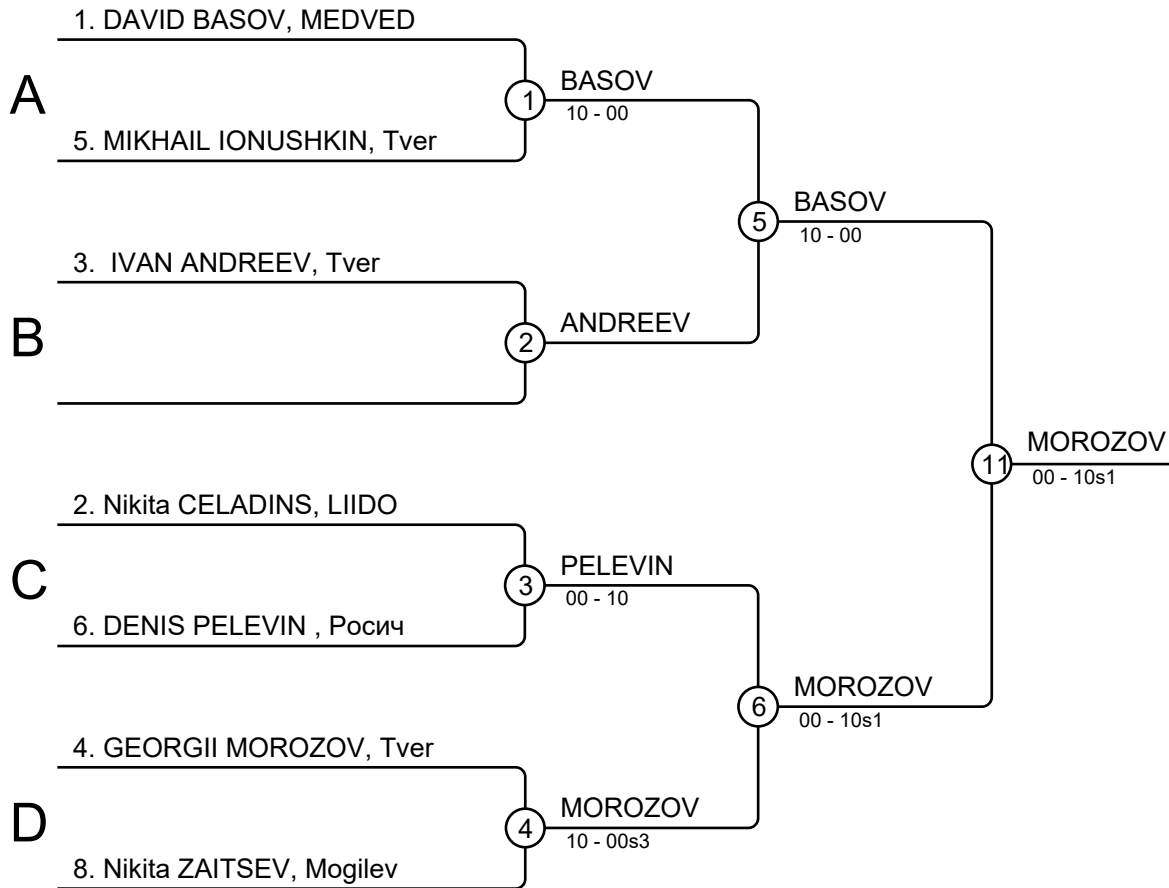 1. DAVID BASOV, MEDVED
A
1
BASOV
10 - 00
5. MIKHAIL IONUSHKIN, Tver
5
BASOV
10 - 00
3. IVAN ANDREEV, Tver
B
2
ANDREEV
11
MOROZOV
00 - 10s1
2. Nikita CELADINS, LIIDO
C
3
PELEVIN
00 - 10
6. DENIS PELEVIN , Росич
6
MOROZOV
00 - 10s1
4. GEORGII MOROZOV, Tver
D
4
MOROZOV
10 - 00s3
8. Nikita ZAITSEV, Mogilev